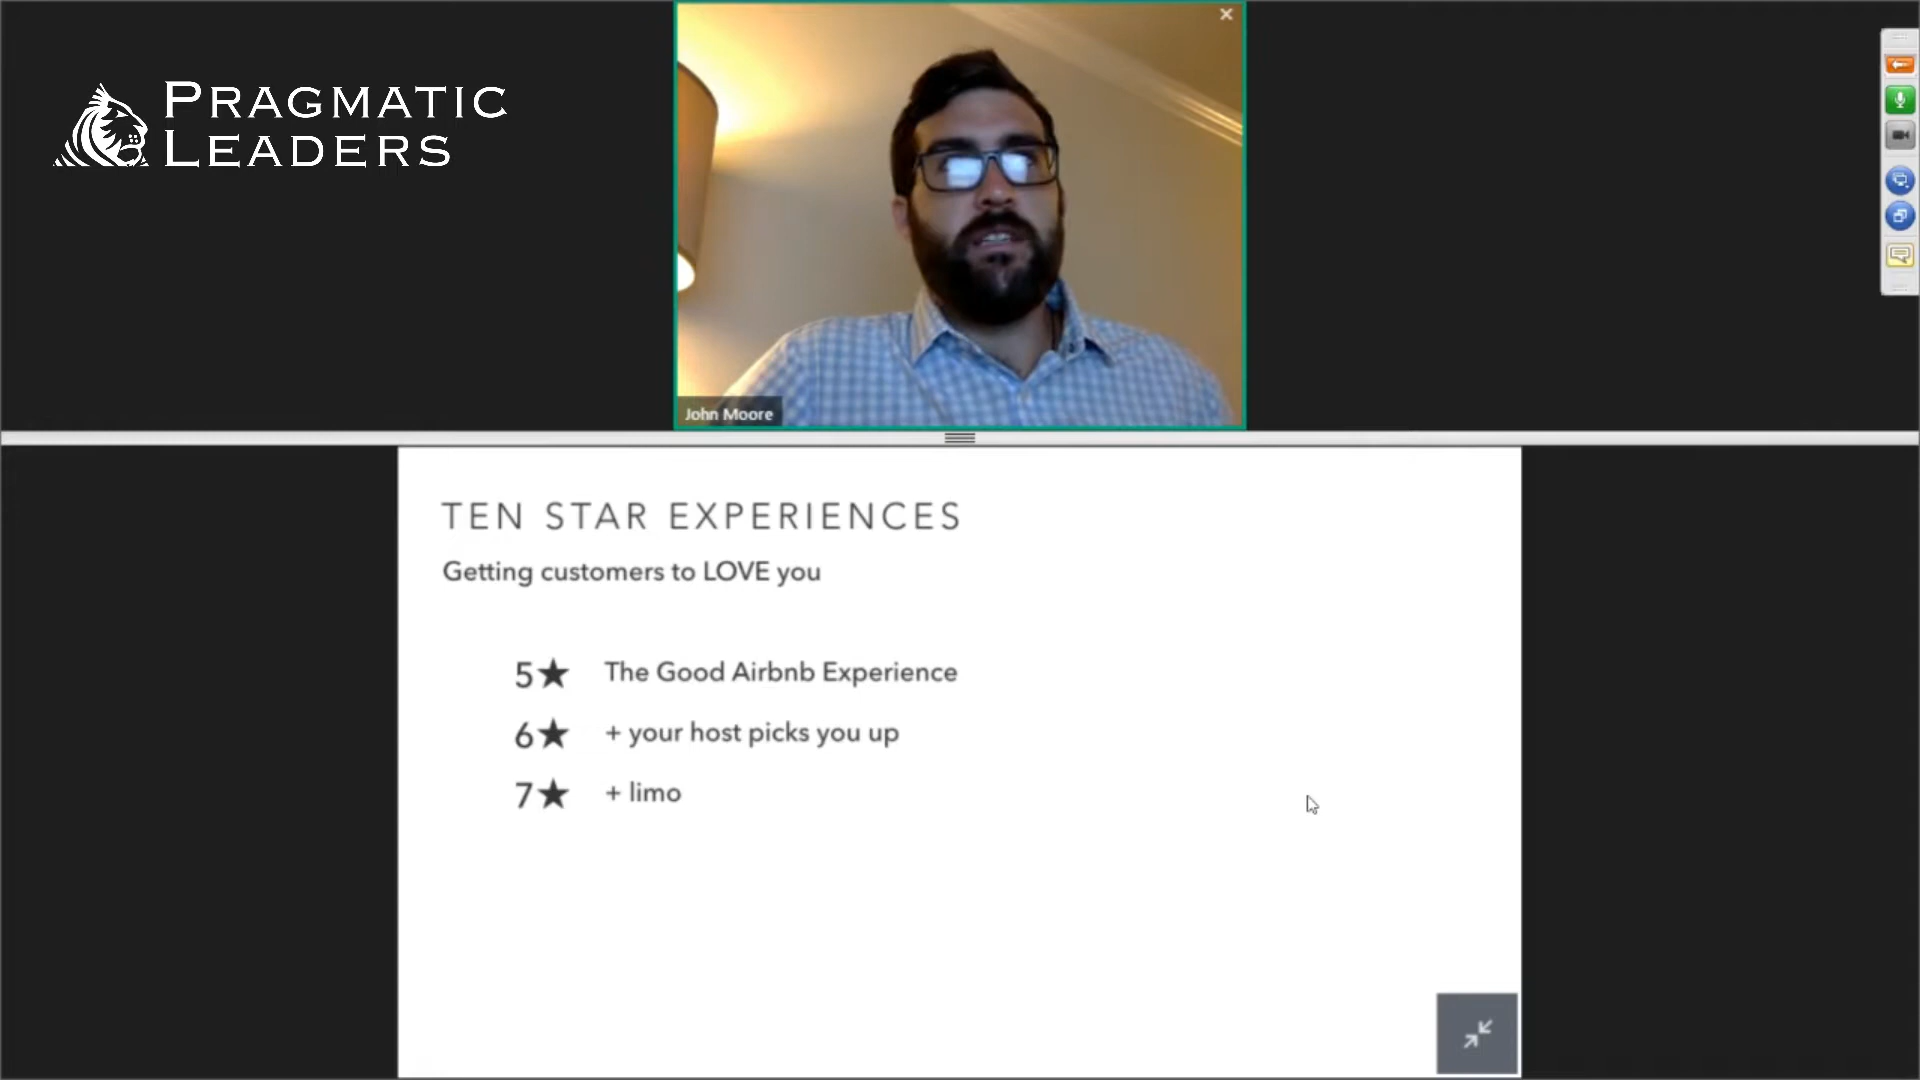 PRAGMATIC
LEADERS
John Moore
TEN STAR EXPERIENCES
Getting customers to LOVE you
5★ The Good Airbnb Experience
6★ + your host picks you up
7★ + limo